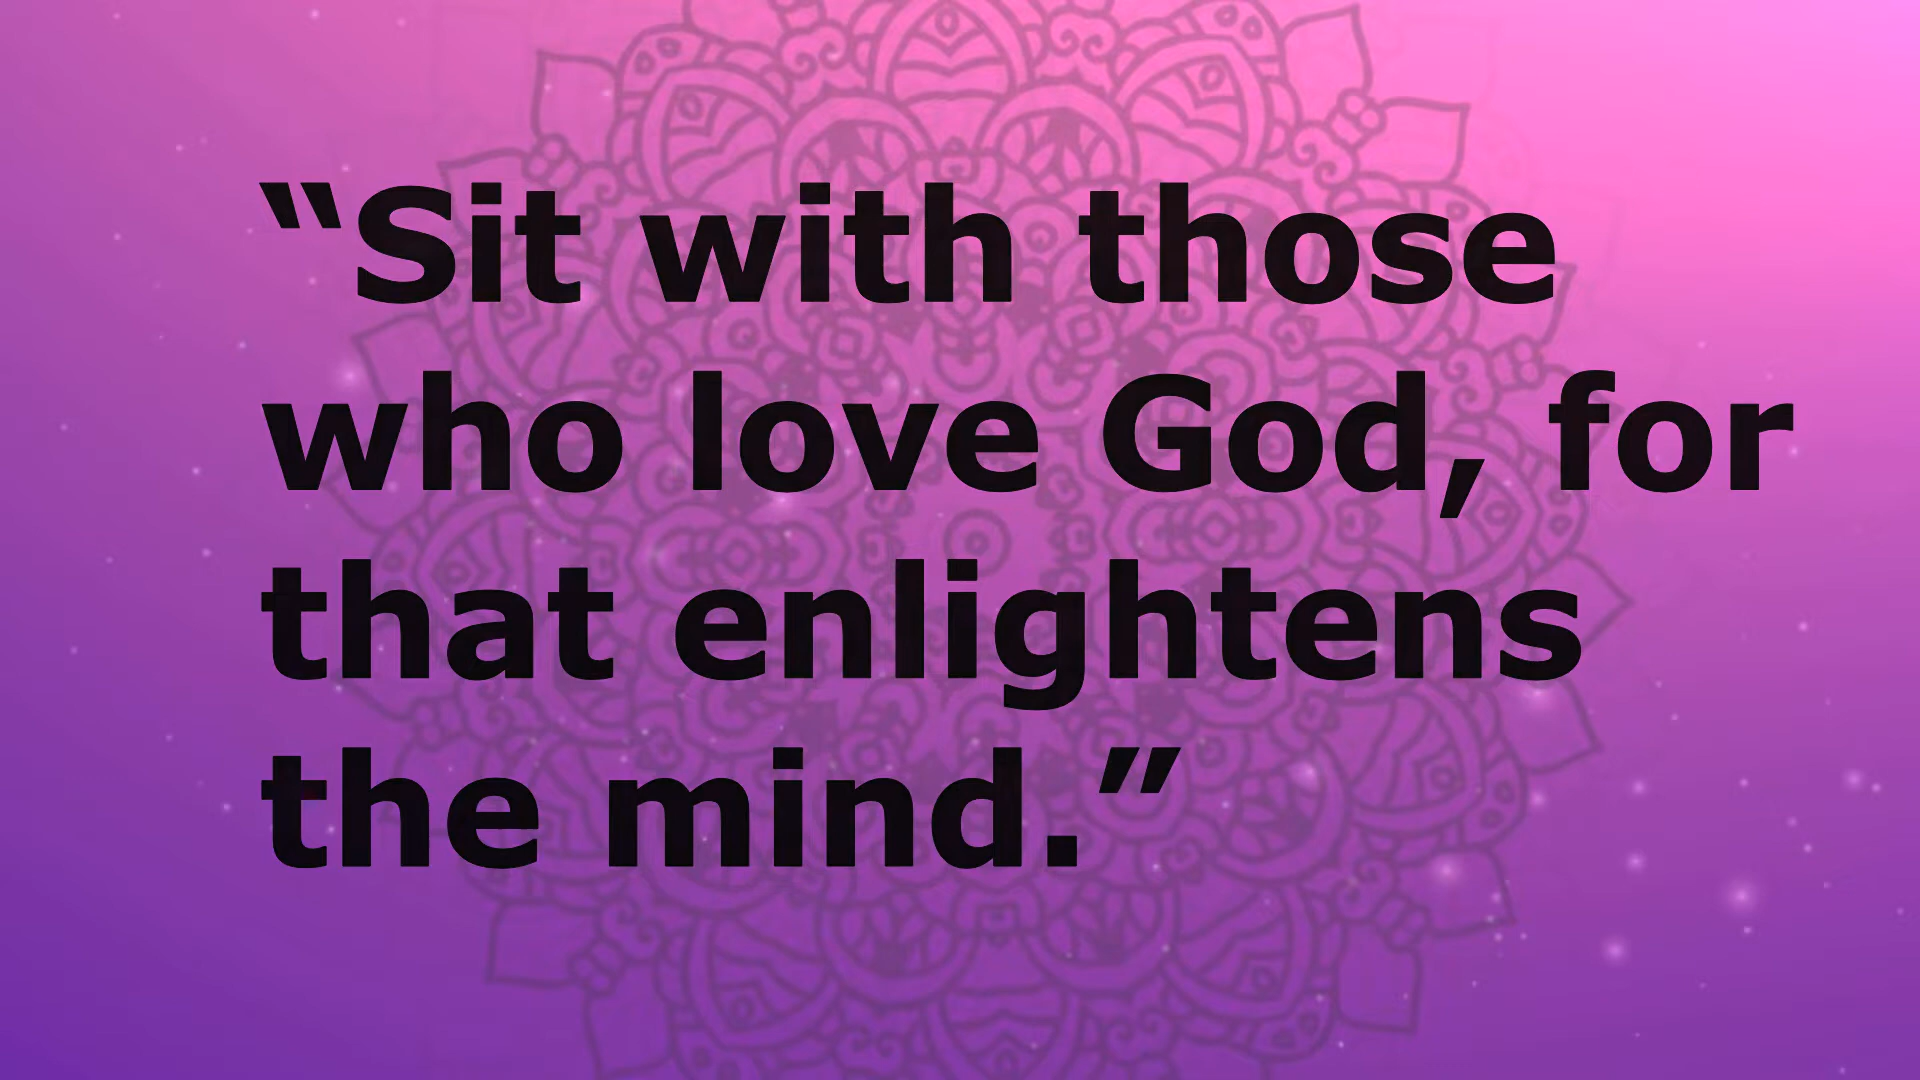 “Sit with those
who love God, for
that enlightens
the mind.”